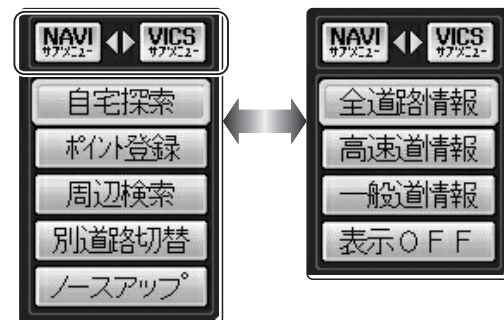 NAVI サブメニュー VICS サブメニュー
自宅探索
ポイント登録
周辺検索
別道路切替
ノースアップ
NAVI サブメニュー VICS サブメニュー
全道路情報
高速道情報
一般道情報
表示OFF